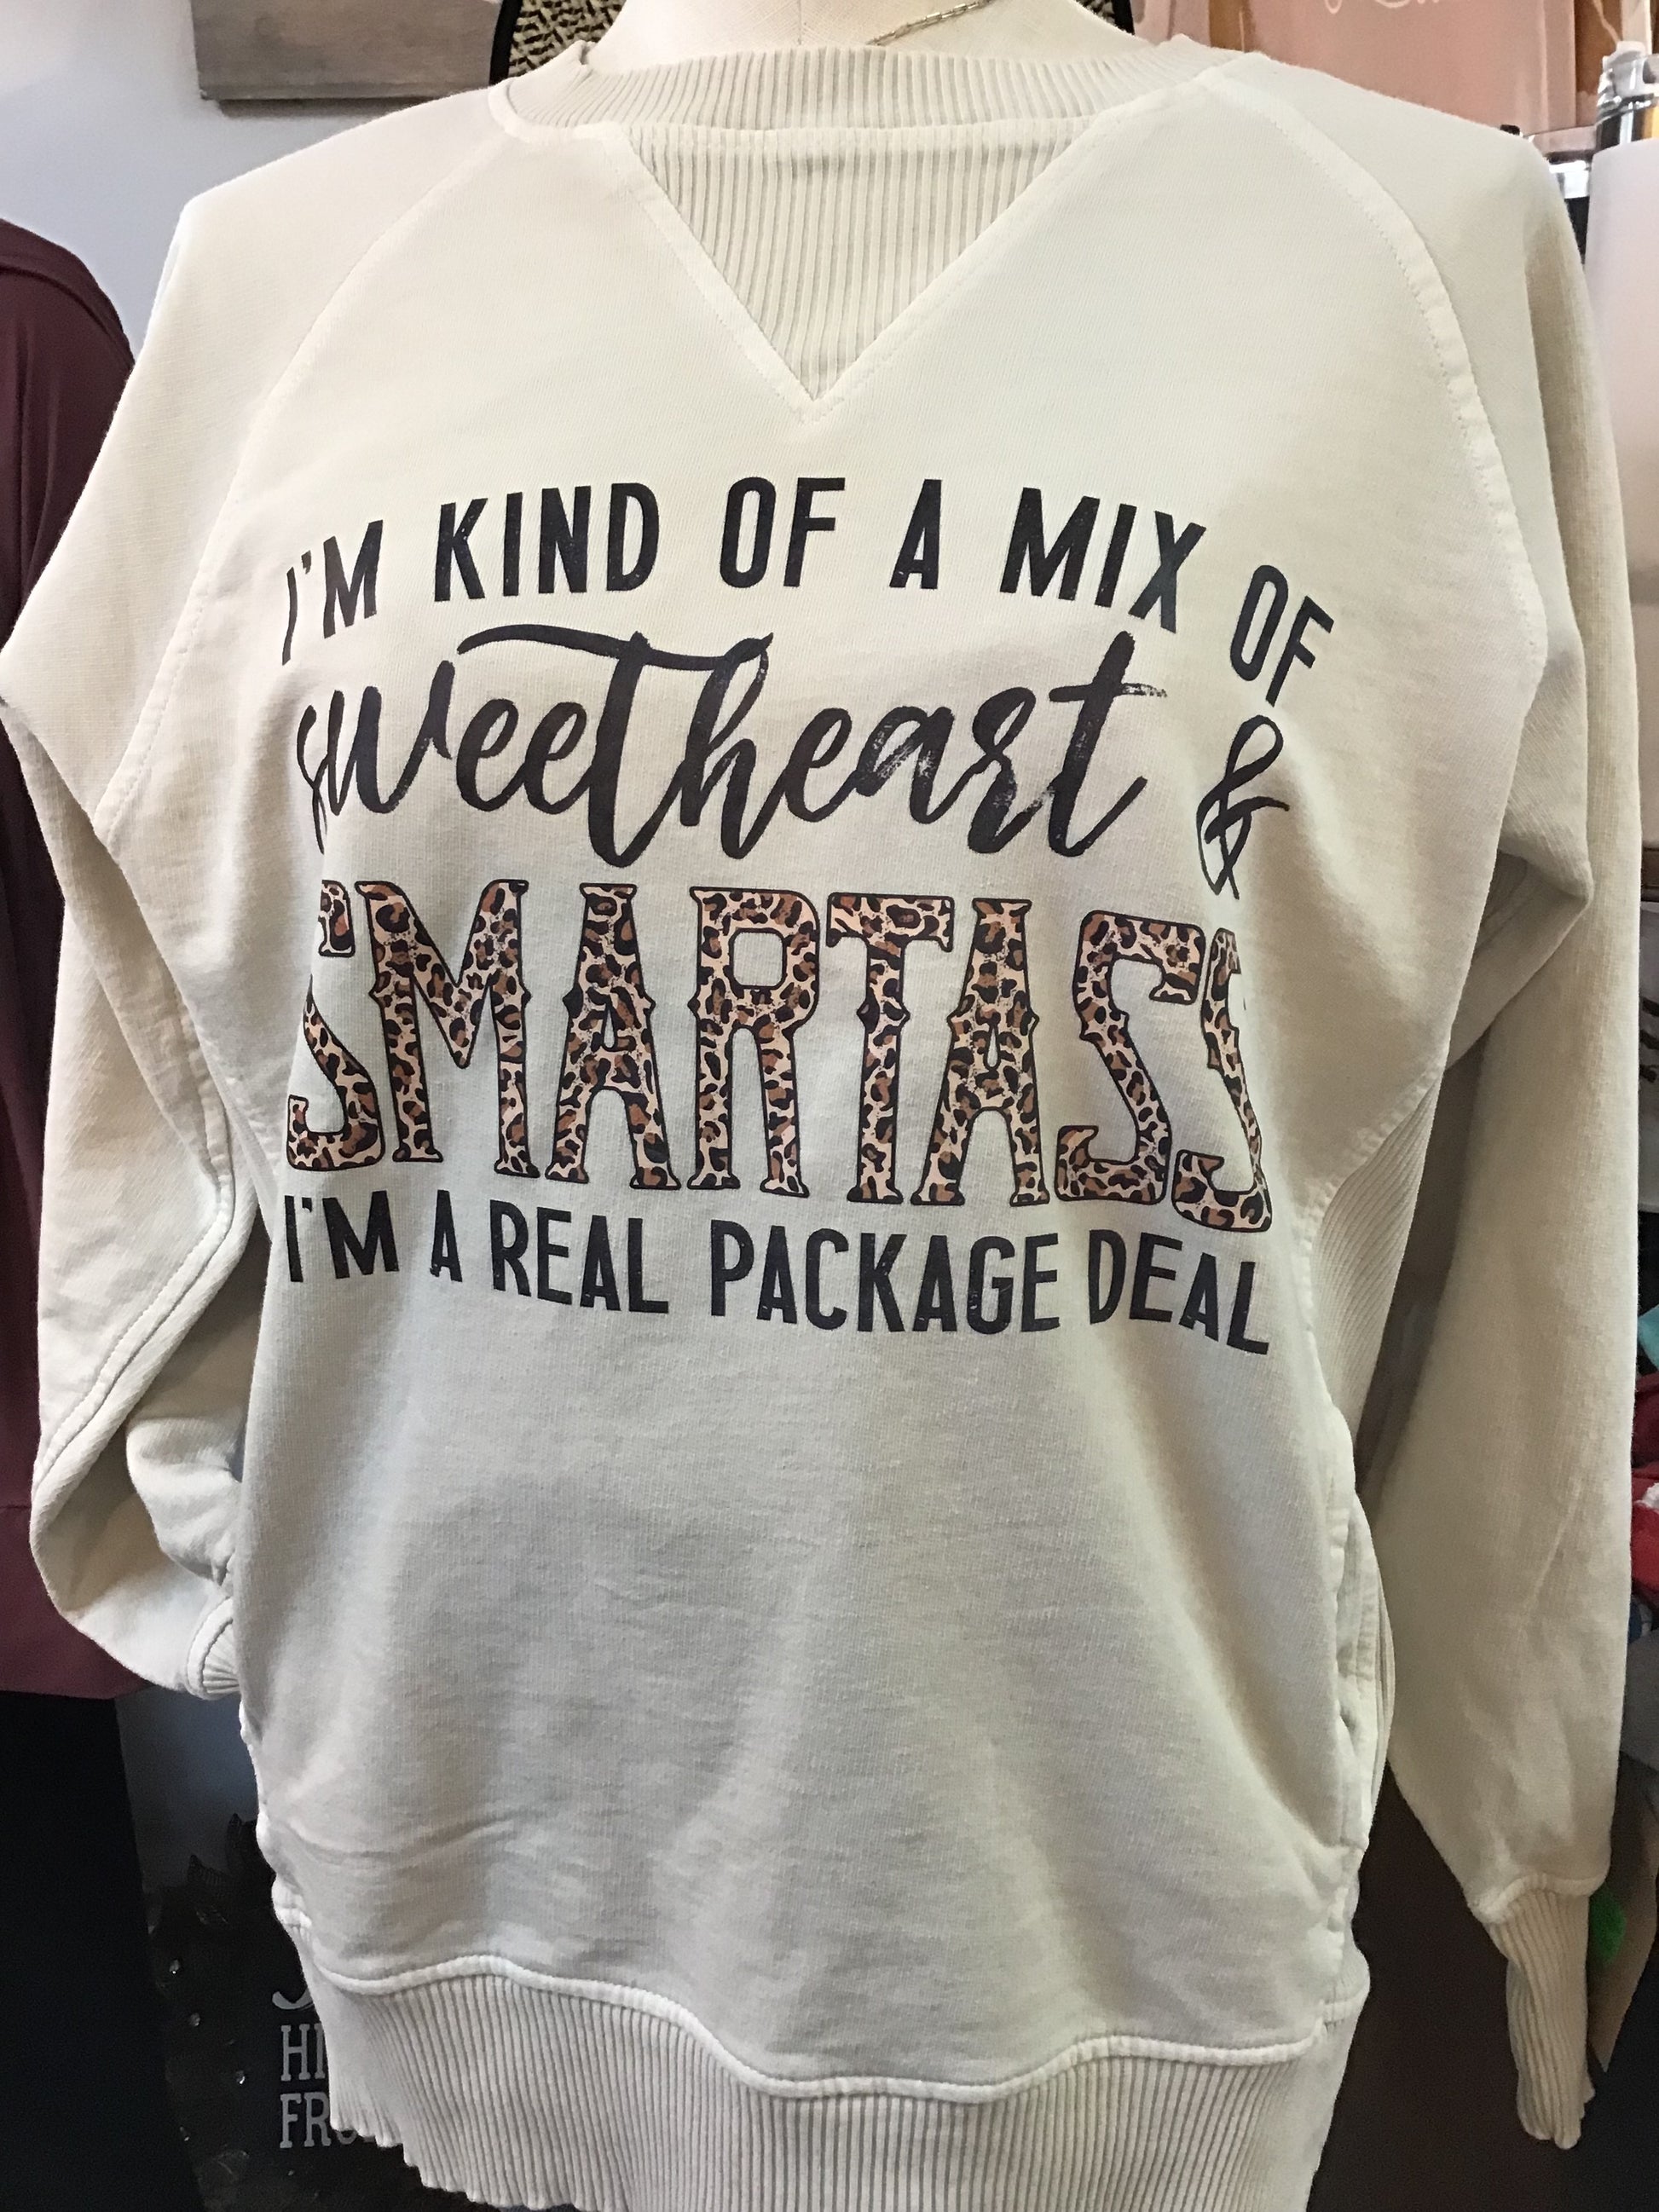 I'M KIND OF A MIX OF
sweetheart &
SMARTASS
I'M A REAL PACKAGE DEAL